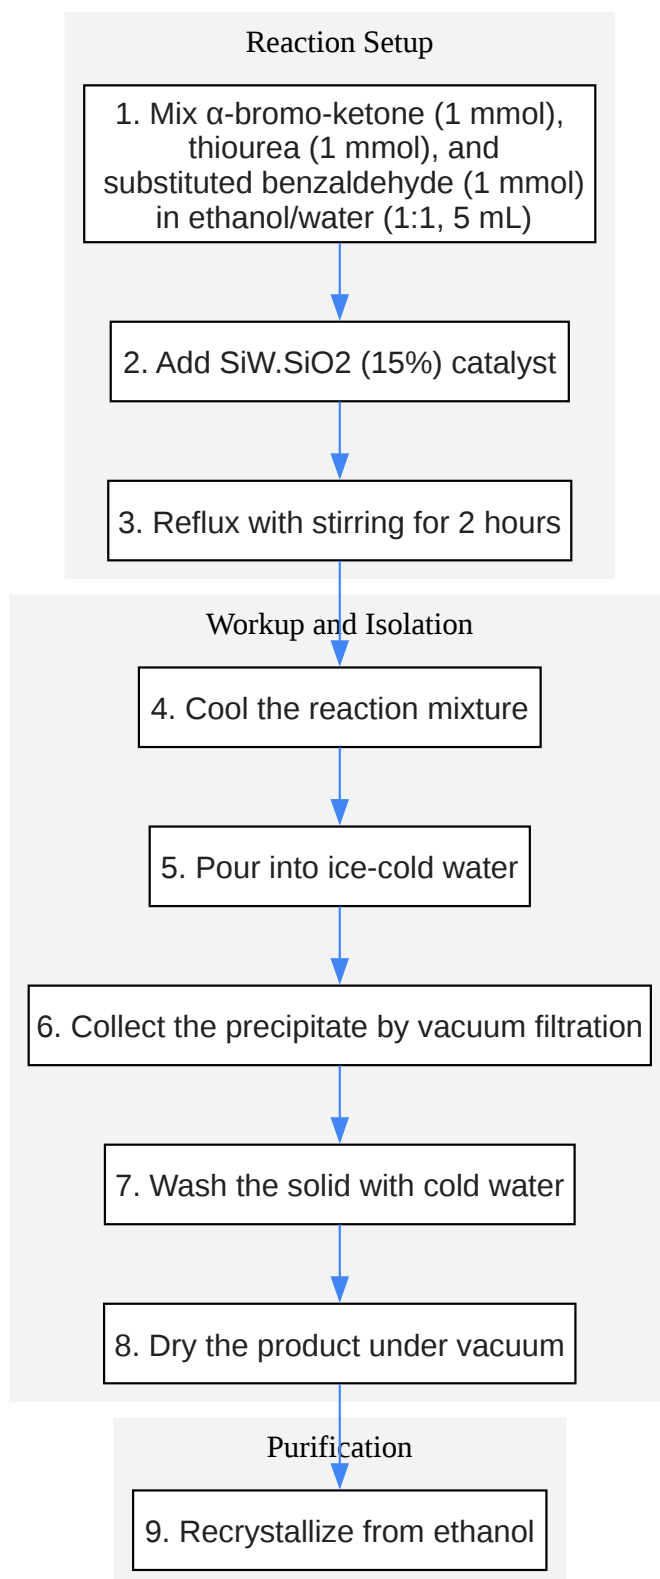 Reaction Setup
1. Mix α-bromo-ketone (1 mmol),
thiourea (1 mmol), and
substituted benzaldehyde (1 mmol)
in ethanol/water (1:1, 5 mL)
2. Add SiW.SiO2 (15%) catalyst
3. Reflux with stirring for 2 hours
Workup and Isolation
4. Cool the reaction mixture
5. Pour into ice-cold water
6. Collect the precipitate by vacuum filtration
7. Wash the solid with cold water
8. Dry the product under vacuum
Purification
9. Recrystallize from ethanol